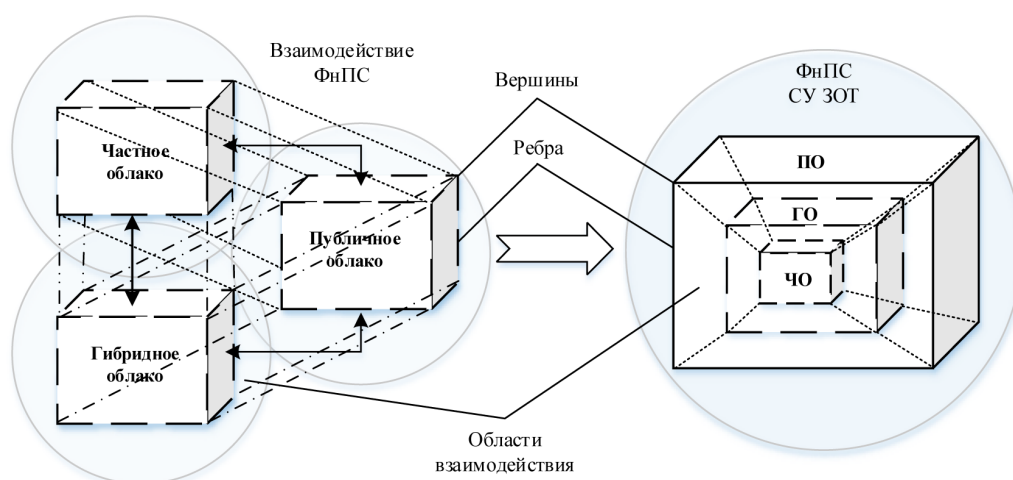 Взаимодействие
ФнПС
Вершины
ФнПС
СУ ЗОТ
Частное
облако
Ребра
ПО
ГО
Публичное
облако
ЧО
Гибридное
облако
Области
взаимодействия